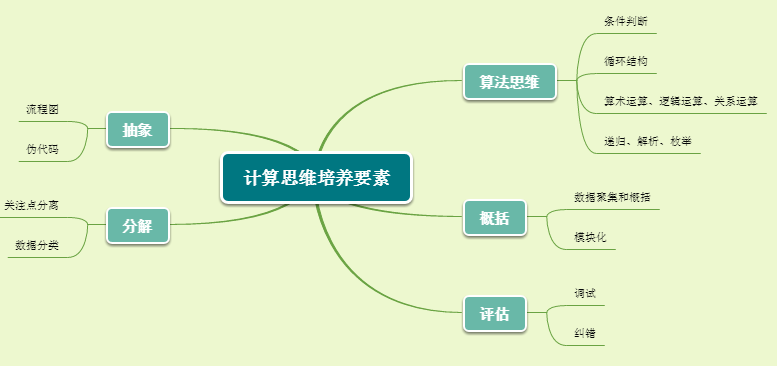 计算思维培养要素
算法思维
条件判断
循环结构
算术运算、逻辑运算、关系运算
递归、解析、枚举
概括
数据聚集和概括
模块化
评估
调试
纠错
抽象
流程图
伪代码
分解
关注点分离
数据分类